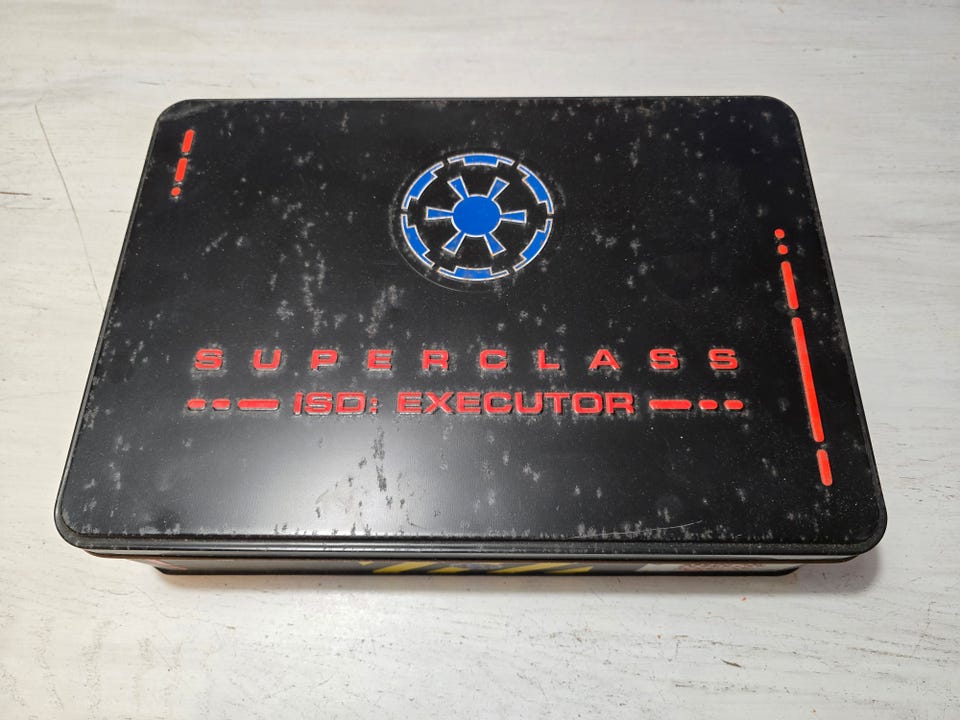 SUPERCLASS
ISD: EXECUTOR